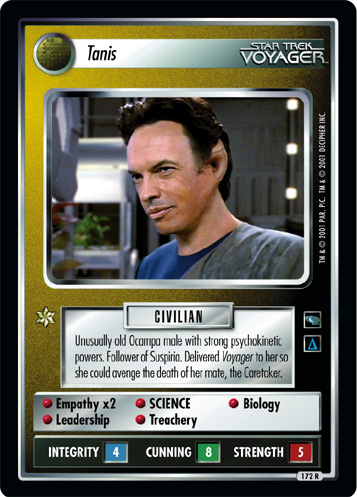 Tanis
STAR TREK
VOYAGER™
TM & © 2001 PAR. PIC. TM & © 2001 DECIPHER INC.
CIVILIAN
Unusually old Ocampa male with strong psychokinetic
powers. Follower of Suspiria. Delivered Voyager to her so
she could avenge the death of her mate, the Caretaker.
Δ
Empathy x2 SCIENCE Biology
Leadership Treachery
INTEGRITY 4 CUNNING 8 STRENGTH 5
172 R